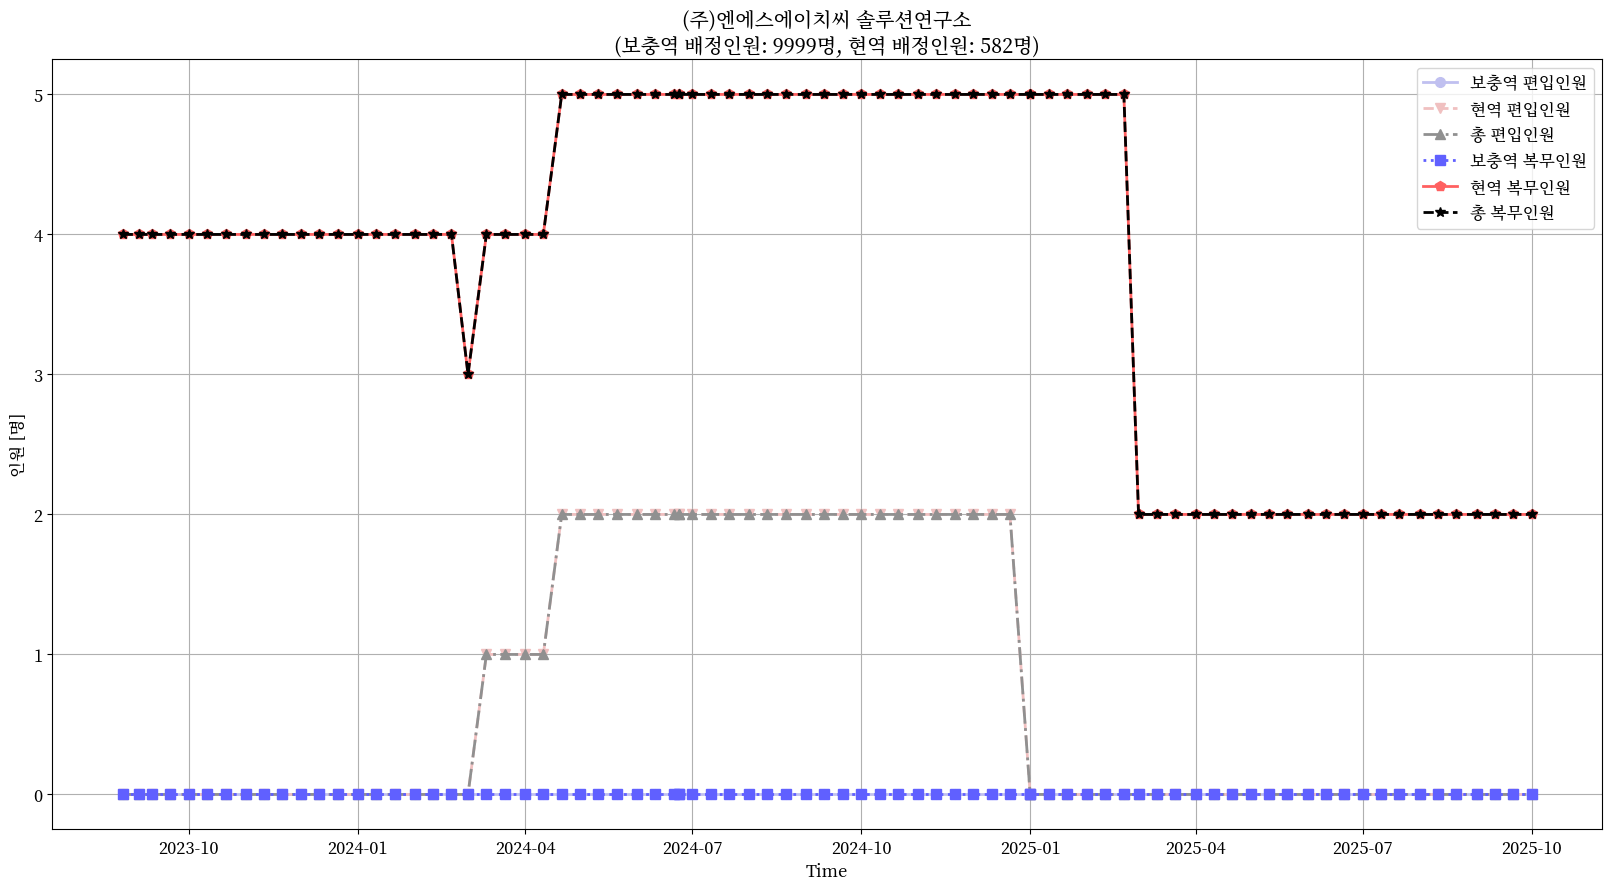 (주)엔에스에이치씨 솔루션연구소
(보충역 배정인원: 9999명, 현역 배정인원: 582명)
보충역 편입인원
현역 편입인원
총 편입인원
보충역 복무인원
현역 복무인원
총 복무인원
인원 [명]
5
4
3
2
1
0
2023-10
2024-01
2024-04
2024-07
2024-10
2025-01
2025-04
2025-07
2025-10
Time